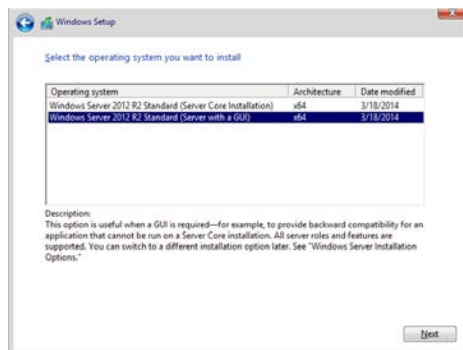 Windows Setup
Select the operating system you want to install
Operating system Architecture Date modified
Windows Server 2012 R2 Standard (Server Core Installation) x64 3/18/2014
Windows Server 2012 R2 Standard (Server with a GUI) x64 3/18/2014
Description:
This option is useful when a GUI is required—for example, to provide backward compatibility for an
application that cannot be run on a Server Core installation. All server roles and features are
supported. You can switch to a different installation option later. See "Windows Server Installation
Options."
Next